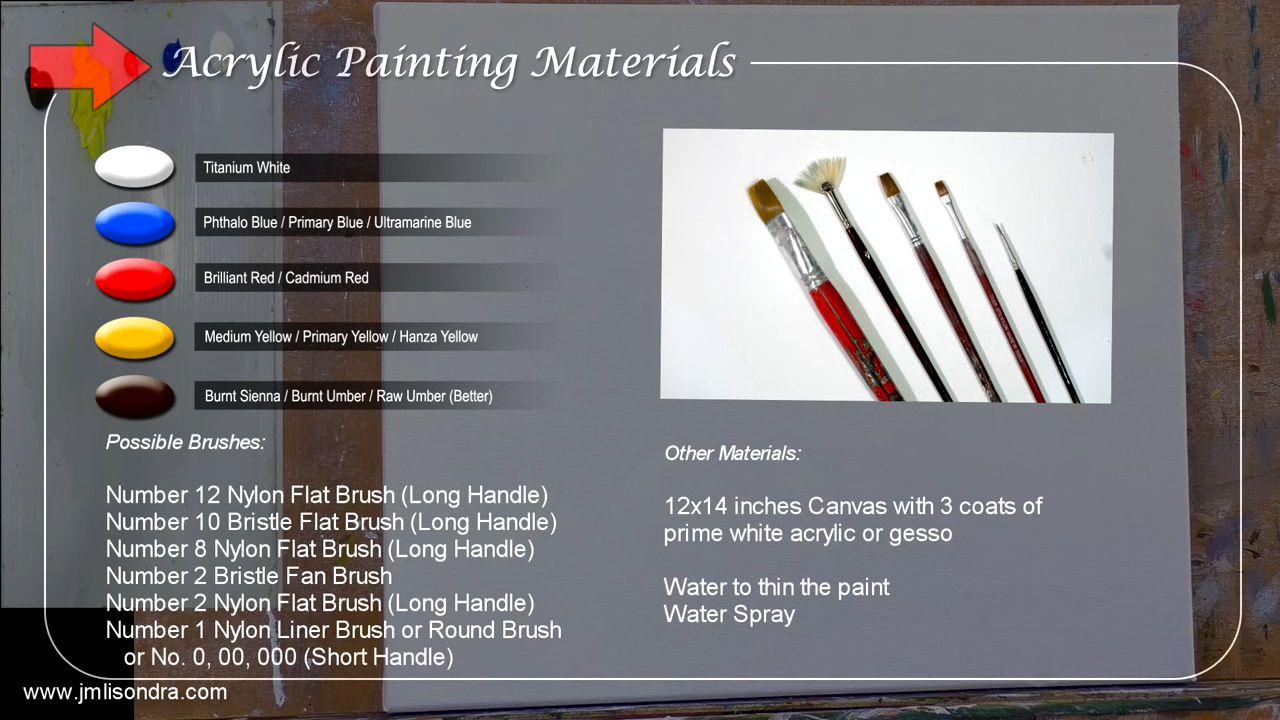 Acrylic Painting Materials
Titanium White
Phthalo Blue / Primary Blue / Ultramarine Blue
Brilliant Red / Cadmium Red
Medium Yellow / Primary Yellow / Hanza Yellow
Burnt Sienna / Burnt Umber / Raw Umber (Better)
Possible Brushes:
Number 12 Nylon Flat Brush (Long Handle)
Number 10 Bristle Flat Brush (Long Handle)
Number 8 Nylon Flat Brush (Long Handle)
Number 2 Bristle Fan Brush
Number 2 Nylon Flat Brush (Long Handle)
Number 1 Nylon Liner Brush or Round Brush
or No. 0, 00, 000 (Short Handle)
Other Materials:
12x14 inches Canvas with 3 coats of
prime white acrylic or gesso
Water to thin the paint
Water Spray
www.jmlisondra.com